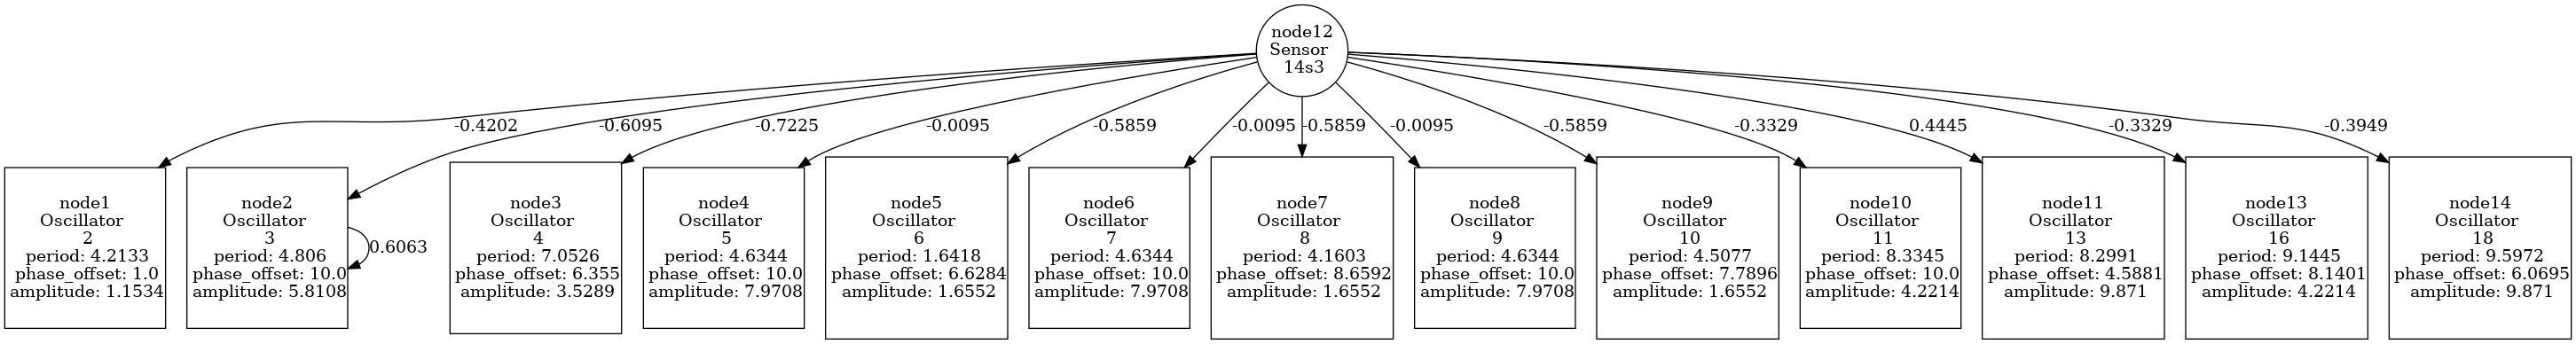 node12
Sensor
14s3
-0.4202
-0.6095
-0.7225
-0.0095
-0.5859
-0.0095
-0.5859
-0.0095
-0.5859
-0.3329
0.4445
-0.3329
-0.3949
node1
Oscillator
2
period: 4.2133
phase_offset: 1.0
amplitude: 1.1534
node2
Oscillator
3
period: 4.806
phase_offset: 10.0
amplitude: 5.8108
0.6063
node3
Oscillator
4
period: 7.0526
phase_offset: 6.355
amplitude: 3.5289
node4
Oscillator
5
period: 4.6344
phase_offset: 10.0
amplitude: 7.9708
node5
Oscillator
6
period: 1.6418
phase_offset: 6.6284
amplitude: 1.6552
node6
Oscillator
7
period: 4.6344
phase_offset: 10.0
amplitude: 7.9708
node7
Oscillator
8
period: 4.1603
phase_offset: 8.6592
amplitude: 1.6552
node8
Oscillator
9
period: 4.6344
phase_offset: 10.0
amplitude: 7.9708
node9
Oscillator
10
period: 4.5077
phase_offset: 7.7896
amplitude: 1.6552
node10
Oscillator
11
period: 8.3345
phase_offset: 10.0
amplitude: 4.2214
node11
Oscillator
13
period: 8.2991
phase_offset: 4.5881
amplitude: 9.871
node13
Oscillator
16
period: 9.1445
phase_offset: 8.1401
amplitude: 4.2214
node14
Oscillator
18
period: 9.5972
phase_offset: 6.0695
amplitude: 9.871